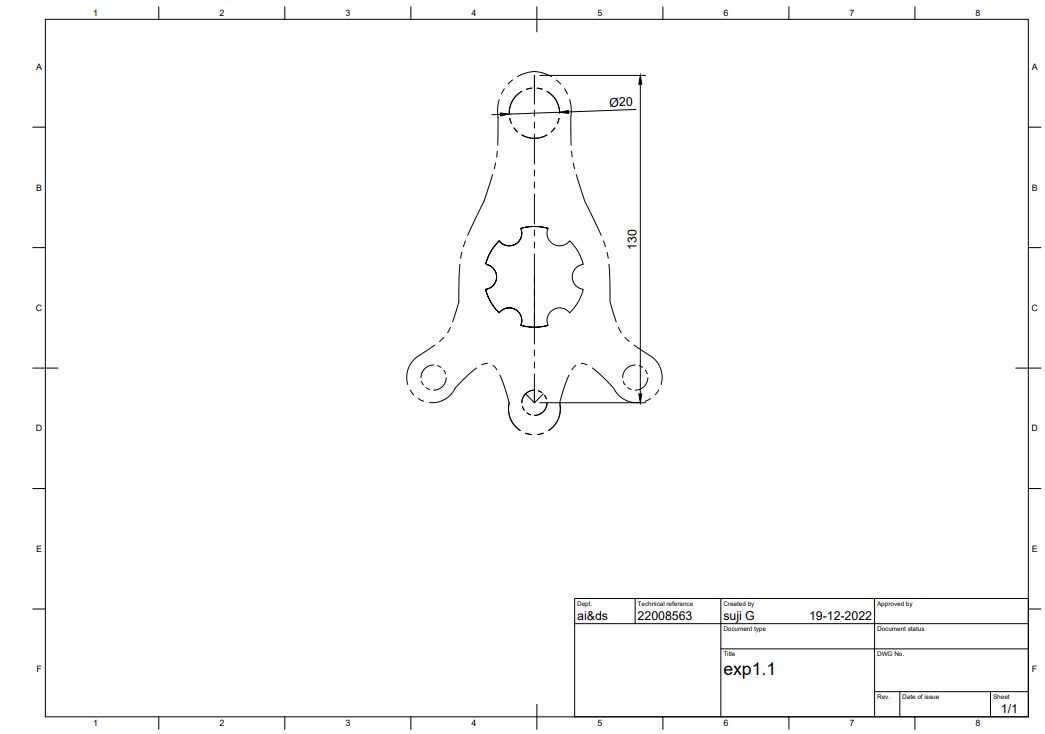 1 2 3 4 5 6 7 8
A A
Ø20
B B
130
C C
D D
E E
Dept. Technical reference Created by Approved by
ai&ds 22008563 suji G 19-12-2022
Document type Document status
Title DWG No.
exp1.1
F F
Rev. Date of issue Sheet
1/1
1 2 3 4 5 6 7 8